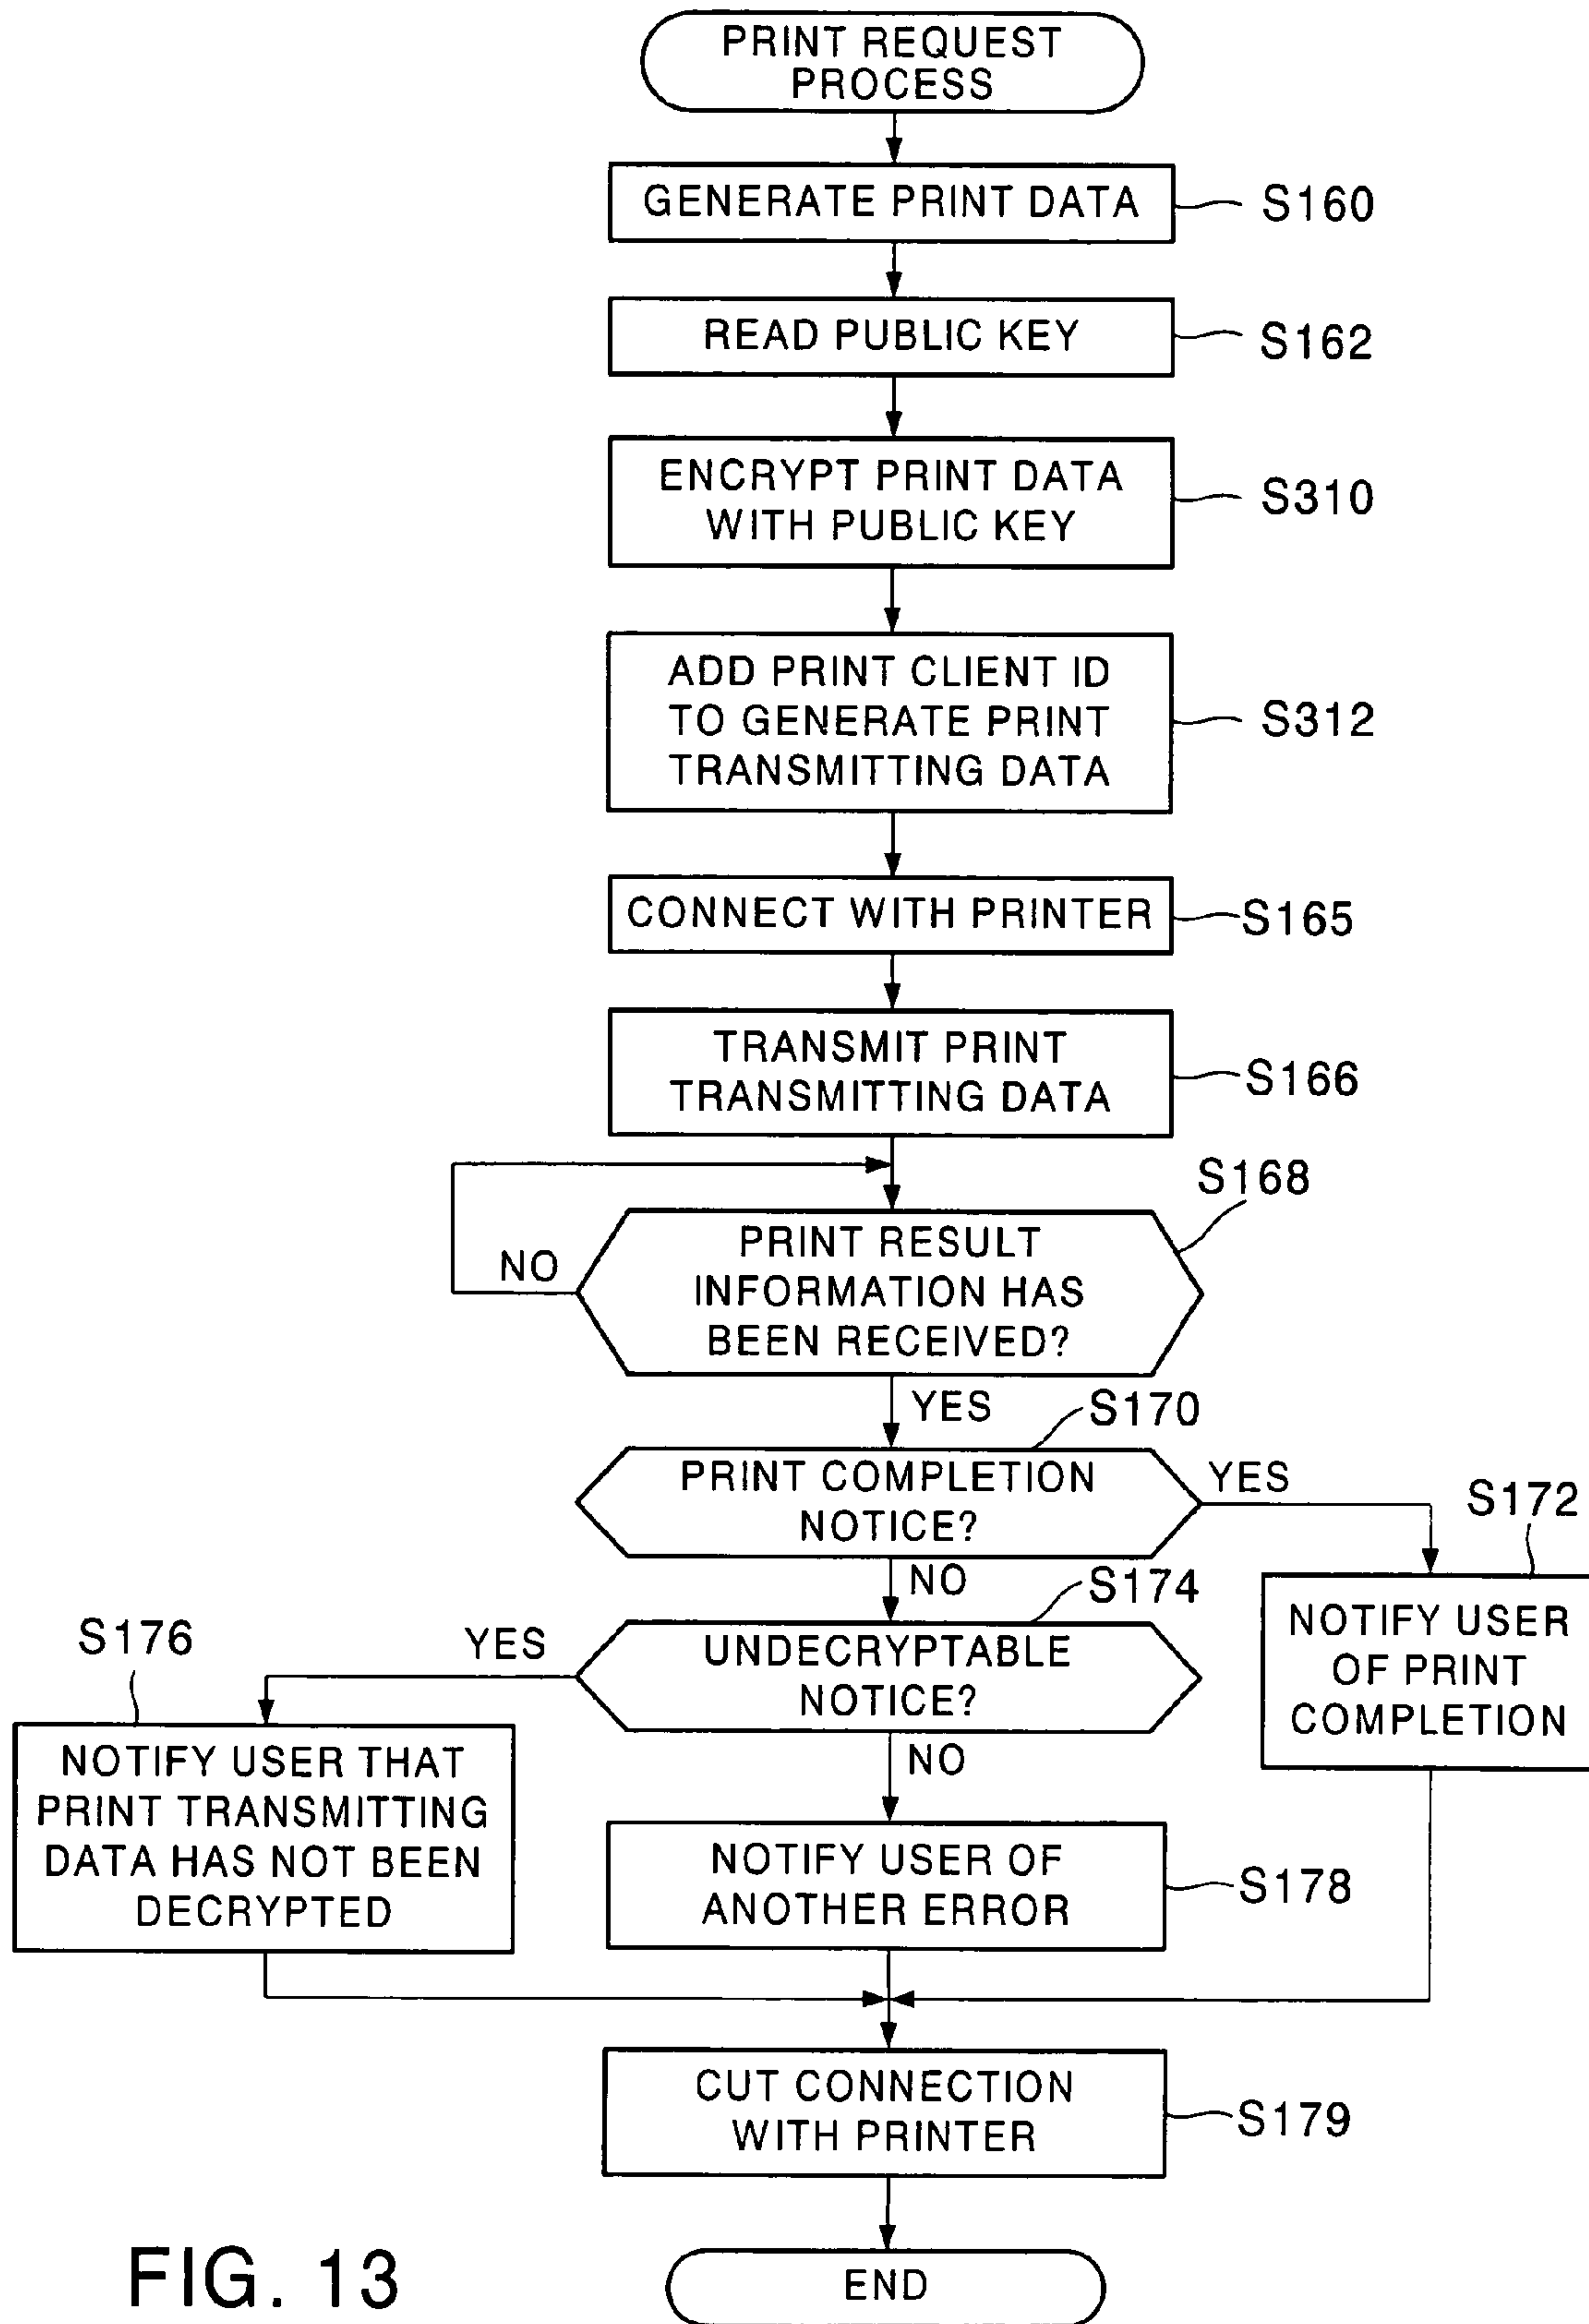 PRINT REQUEST
PROCESS
GENERATE PRINT DATA
S160
READ PUBLIC KEY
S162
ENCRYPT PRINT DATA
WITH PUBLIC KEY
S310
ADD PRINT CLIENT ID
TO GENERATE PRINT
TRANSMITTING DATA
S312
CONNECT WITH PRINTER
S165
TRANSMIT PRINT
TRANSMITTING DATA
S166
S168
PRINT RESULT
INFORMATION HAS
BEEN RECEIVED?
NO
YES
S170
PRINT COMPLETION
NOTICE?
YES
S172
NO
S174
NOTIFY USER
OF PRINT
COMPLETION
UNDECRYPTABLE
NOTICE?
YES
S176
NO
NOTIFY USER THAT
PRINT TRANSMITTING
DATA HAS NOT BEEN
DECRYPTED
NOTIFY USER OF
ANOTHER ERROR
S178
CUT CONNECTION
WITH PRINTER
S179
END
FIG. 13